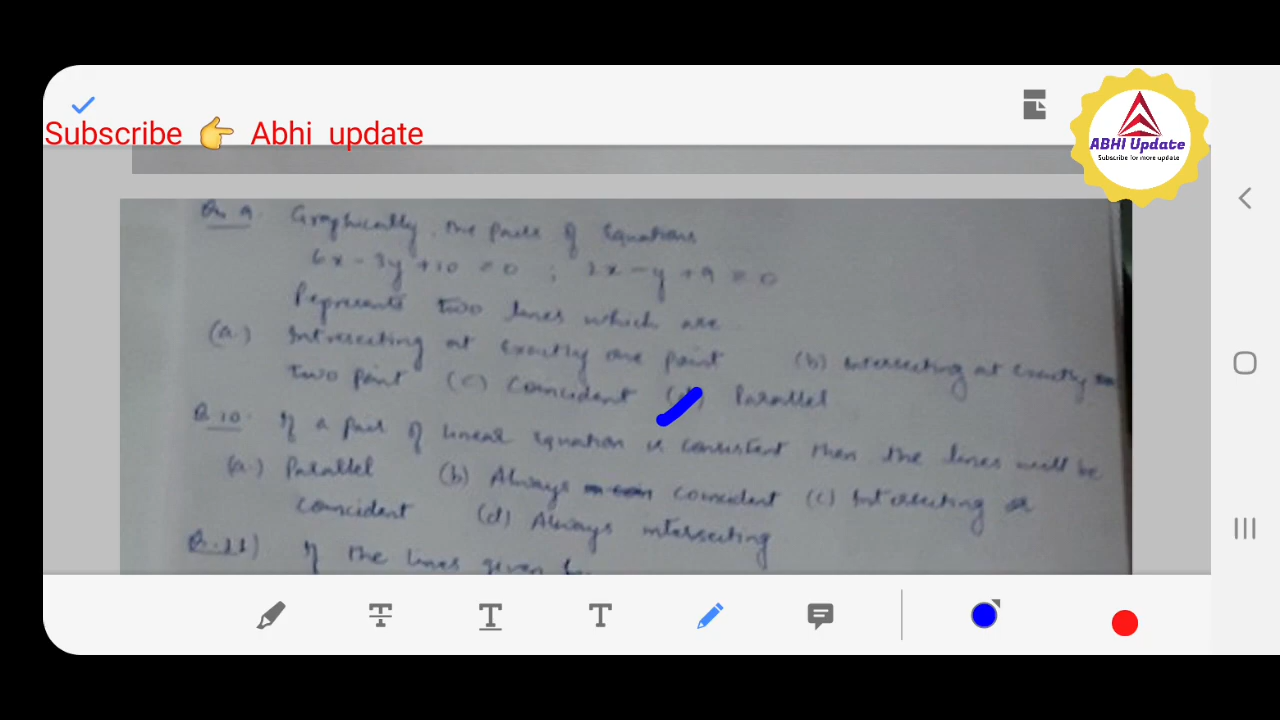 Subscribe 👉 Abhi update
ABHI Update
Subscribe for more update
Qn 9. Graphically, the pair of Equations
6x - 3y + 10 = 0 ; 2x - y + 9 = 0
Represents two lines which are
(a) Intresecting at exactly one point (b) Intersecting at exactly
two point (c) Coincident (d) Parallel
Q.10 If a pair of linear equation is consistent then the lines will be
(a.) Parallel (b) Always coincident (c) Intersecting or
coincident (d) Always intersecting
Q.11) If the lines given by
T T T